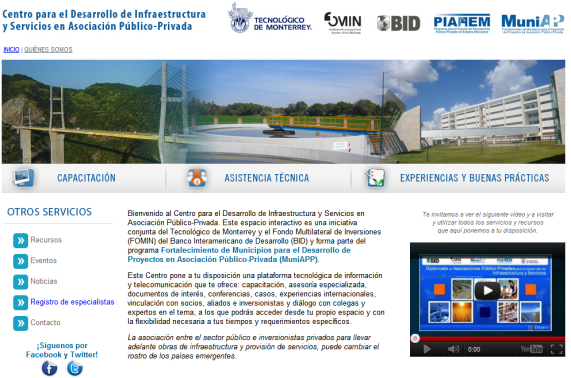 Centro para el Desarrollo de Infraestructura
y Servicios en Asociación Público-Privada
TECNOLÓGICO
DE MONTERREY.
FOMIN
BID
PIAPPEM
MuniAPP
INICIO | QUIÉNES SOMOS
CAPACITACIÓN
ASISTENCIA TÉCNICA
EXPERIENCIAS Y BUENAS PRÁCTICAS
OTROS SERVICIOS
Recursos
Eventos
Noticias
Registro de especialistas
Contacto
¡Síguenos por
Facebook y Twitter!
Bienvenido al Centro para el Desarrollo de Infraestructura y Servicios en
Asociación Público-Privada. Este espacio interactivo es una iniciativa
conjunta del Tecnológico de Monterrey y el Fondo Multilateral de Inversiones
(FOMIN) del Banco Interamericano de Desarrollo (BID) y forma parte del
programa Fortalecimiento de Municipios para el Desarrollo de
Proyectos en Asociación Público-Privada (MuniAPP).
Este Centro pone a tu disposición una plataforma tecnológica de información
y telecomunicación que te ofrece: capacitación, asesoría especializada,
documentos de interés, conferencias, casos, experiencias internacionales,
vinculación con socios, aliados e inversionistas y diálogo con colegas y
expertos en el tema, a los que podrás acceder desde tu propio espacio y con
la flexibilidad necesaria a tus tiempos y requerimientos específicos.
La asociación entre el sector público e inversionistas privados para llevar
adelante obras de infraestructura y provisión de servicios, puede cambiar el
rostro de los países emergentes.
Te invitamos a ver el siguiente vídeo y a visitar
y utilizar todos los servicios y recursos
que aquí ponemos a tu disposición.
Diplomado en Asociaciones Público-Privadas para el desarrollo de
Infraestructura y Servicios
0:00
YouTube